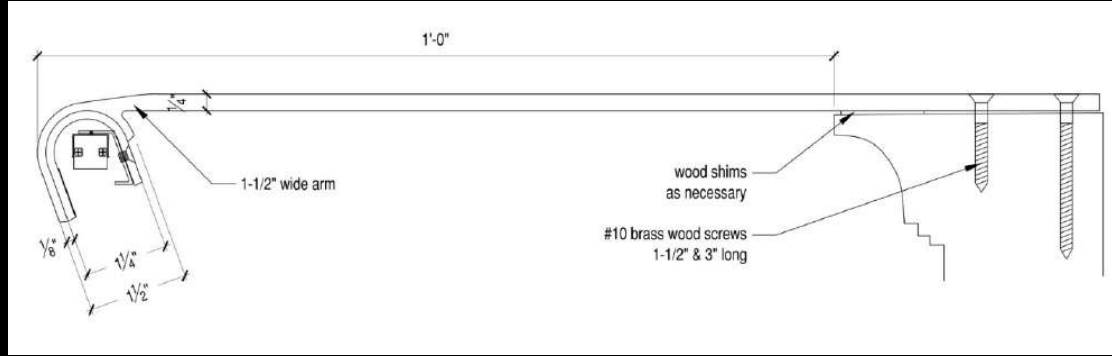 1'-0"
1/4"
1-1/2" wide arm
wood shims
as necessary
#10 brass wood screws
1-1/2" & 3" long
1/8"
1 1/4"
1 1/2"